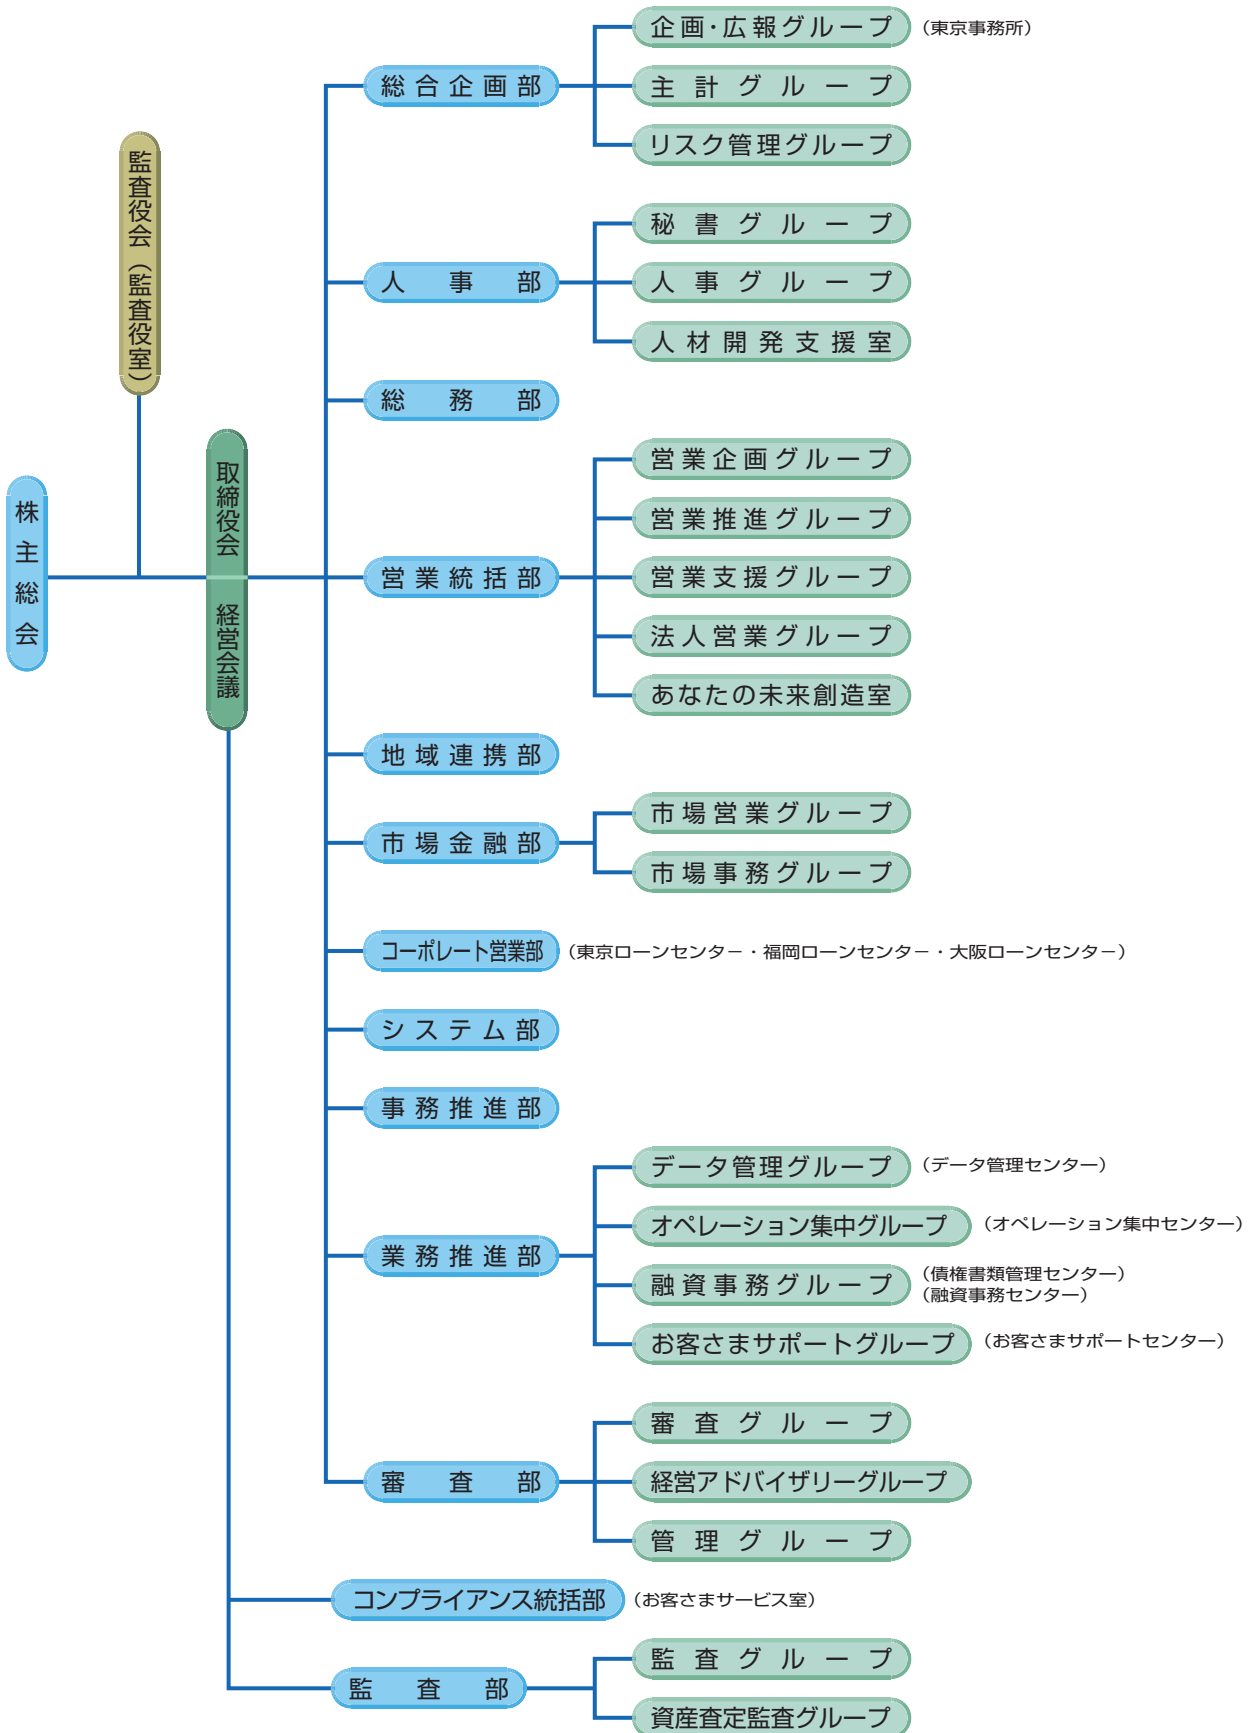 株主総会
監査役会（監査役室）
取締役会 経営会議
総合企画部
企画・広報グループ （東京事務所）
主計グループ
リスク管理グループ
人事部
秘書グループ
人事グループ
人材開発支援室
総務部
営業統括部
営業企画グループ
営業推進グループ
営業支援グループ
法人営業グループ
あなたの未来創造室
地域連携部
市場金融部
市場営業グループ
市場事務グループ
コーポレート営業部 （東京ローンセンター・福岡ローンセンター・大阪ローンセンター）
システム部
事務推進部
業務推進部
データ管理グループ （データ管理センター）
オペレーション集中グループ （オペレーション集中センター）
融資事務グループ （債権書類管理センター）
（融資事務センター）
お客さまサポートグループ （お客さまサポートセンター）
審査部
審査グループ
経営アドバイザリーグループ
管理グループ
コンプライアンス統括部 （お客さまサービス室）
監査部
監査グループ
資産査定監査グループ